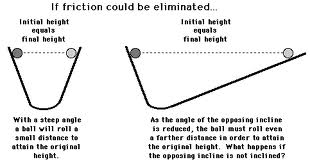 If friction could be eliminated...
Initial height
equals
final height
Initial height
equals
final height
With a steep angle
a ball will roll a
small distance to
attain the original
height.
As the angle of the opposing incline
is reduced, the ball must roll even
a farther distance in order to attain
the original height. What happens if
the opposing incline is not inclined?